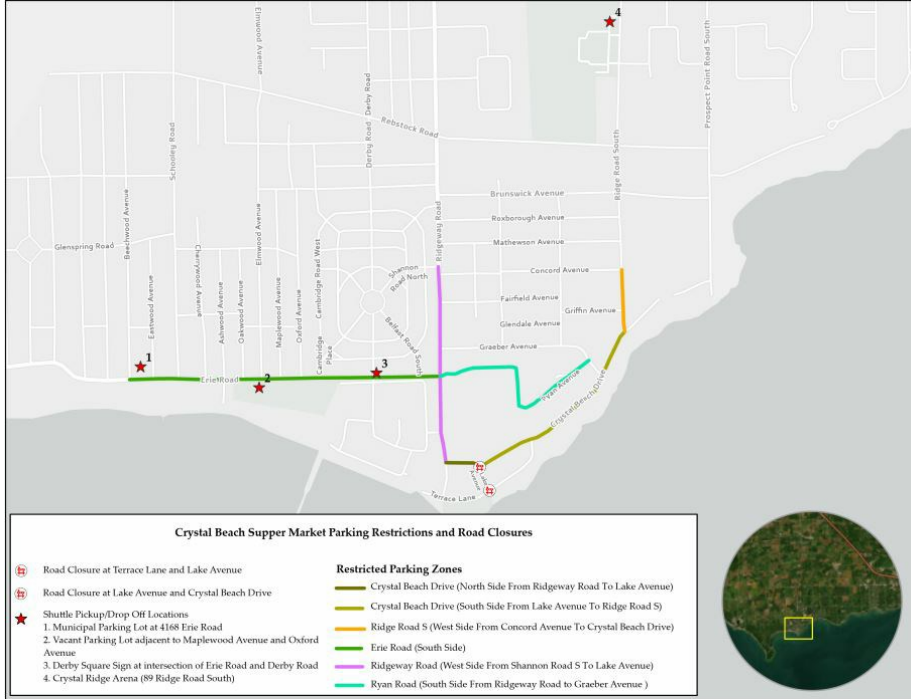 4
Elmwood Avenue
Derby Road
Prospect Point Road South
Rebstock Road
Schooley Road
Derby Road
Ridge Road South
Brunswick Avenue
Roxborough Avenue
Ridgeway Road
Beechwood Avenue
Glenspring Road
Cherrywood Avenue
Elmwood Avenue
Cambridge Road West
Mathewson Avenue
Shannon
Road North
Concord Avenue
Eastwood Avenue
Ashwood Avenue
Oakwood Avenue
Maplewood Avenue
Oxford Avenue
Fairfield Avenue
Griffin Avenue
Glendale Avenue
Cambridge
Place
Belfast Road South
Graeber Avenue
1
2
3
Erie Road
Ryan Avenue
Crystal Beach Drive
Lake
Avenue
Terrace Lane
Crystal Beach Supper Market Parking Restrictions and Road Closures
Road Closure at Terrace Lane and Lake Avenue
Road Closure at Lake Avenue and Crystal Beach Drive
Shuttle Pickup/Drop Off Locations
1. Municipal Parking Lot at 4168 Erie Road
2. Vacant Parking Lot adjacent to Maplewood Avenue and Oxford
Avenue
3. Derby Square Sign at intersection of Erie Road and Derby Road
4. Crystal Ridge Arena (89 Ridge Road South)
Restricted Parking Zones
Crystal Beach Drive (North Side From Ridgeway Road To Lake Avenue)
Crystal Beach Drive (South Side From Lake Avenue To Ridge Road S)
Ridge Road S (West Side From Concord Avenue To Crystal Beach Drive)
Erie Road (South Side)
Ridgeway Road (West Side From Shannon Road S To Lake Avenue)
Ryan Road (South Side From Ridgeway Road to Graeber Avenue )